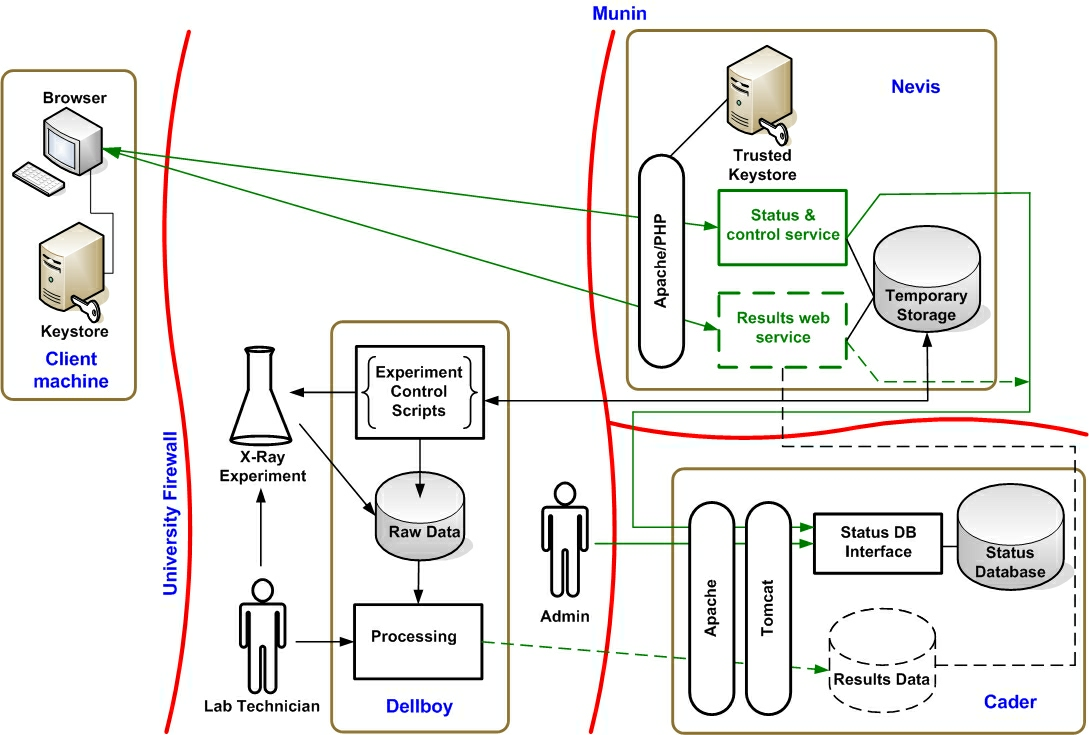 Munin
Browser
Keystore
Client
machine
University Firewall
Nevis
Trusted
Keystore
Apache/PHP
Status &
control service
Results web
service
Temporary
Storage
Experiment
Control
Scripts
X-Ray
Experiment
Raw Data
Processing
Lab Technician
Dellboy
Admin
Apache
Tomcat
Status DB
Interface
Status
Database
Results Data
Cader